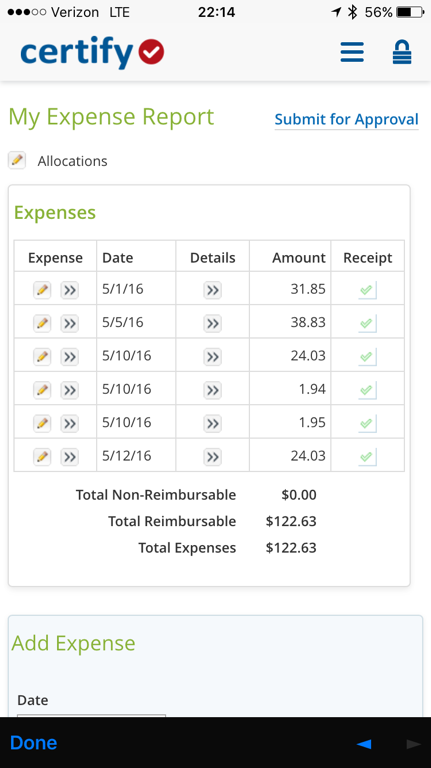 Verizon LTE 22:14 56%
certify
My Expense Report Submit for Approval
Allocations
Expenses
Expense Date Details Amount Receipt
5/1/16 31.85
5/5/16 38.83
5/10/16 24.03
5/10/16 1.94
5/10/16 1.95
5/12/16 24.03
Total Non-Reimbursable $0.00
Total Reimbursable $122.63
Total Expenses $122.63
Add Expense
Date
Done